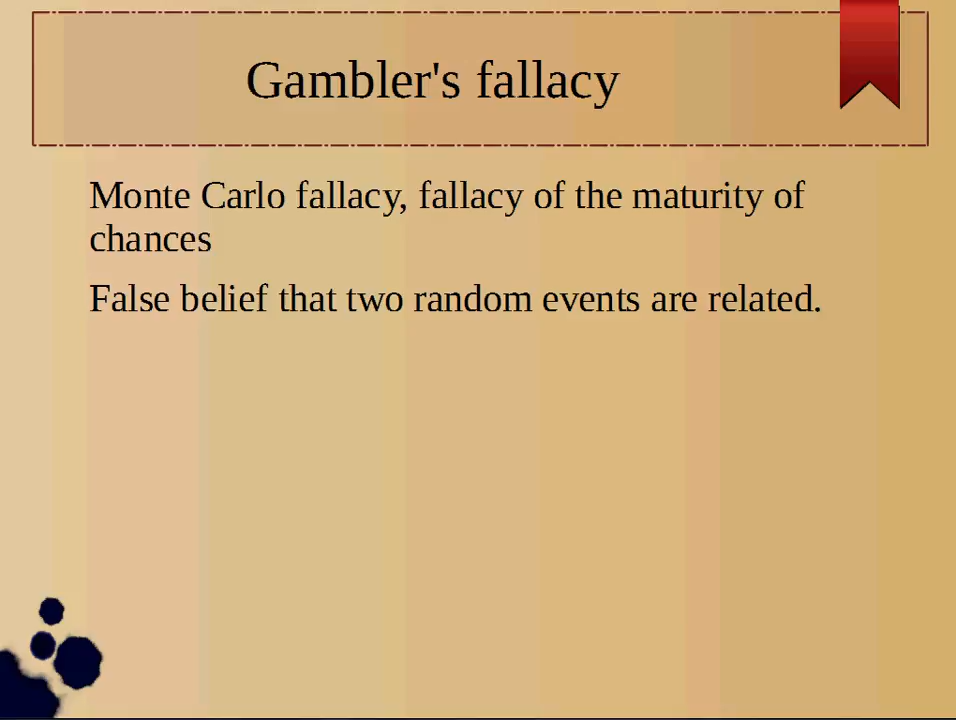 Gambler's fallacy
Monte Carlo fallacy, fallacy of the maturity of
chances
False belief that two random events are related.